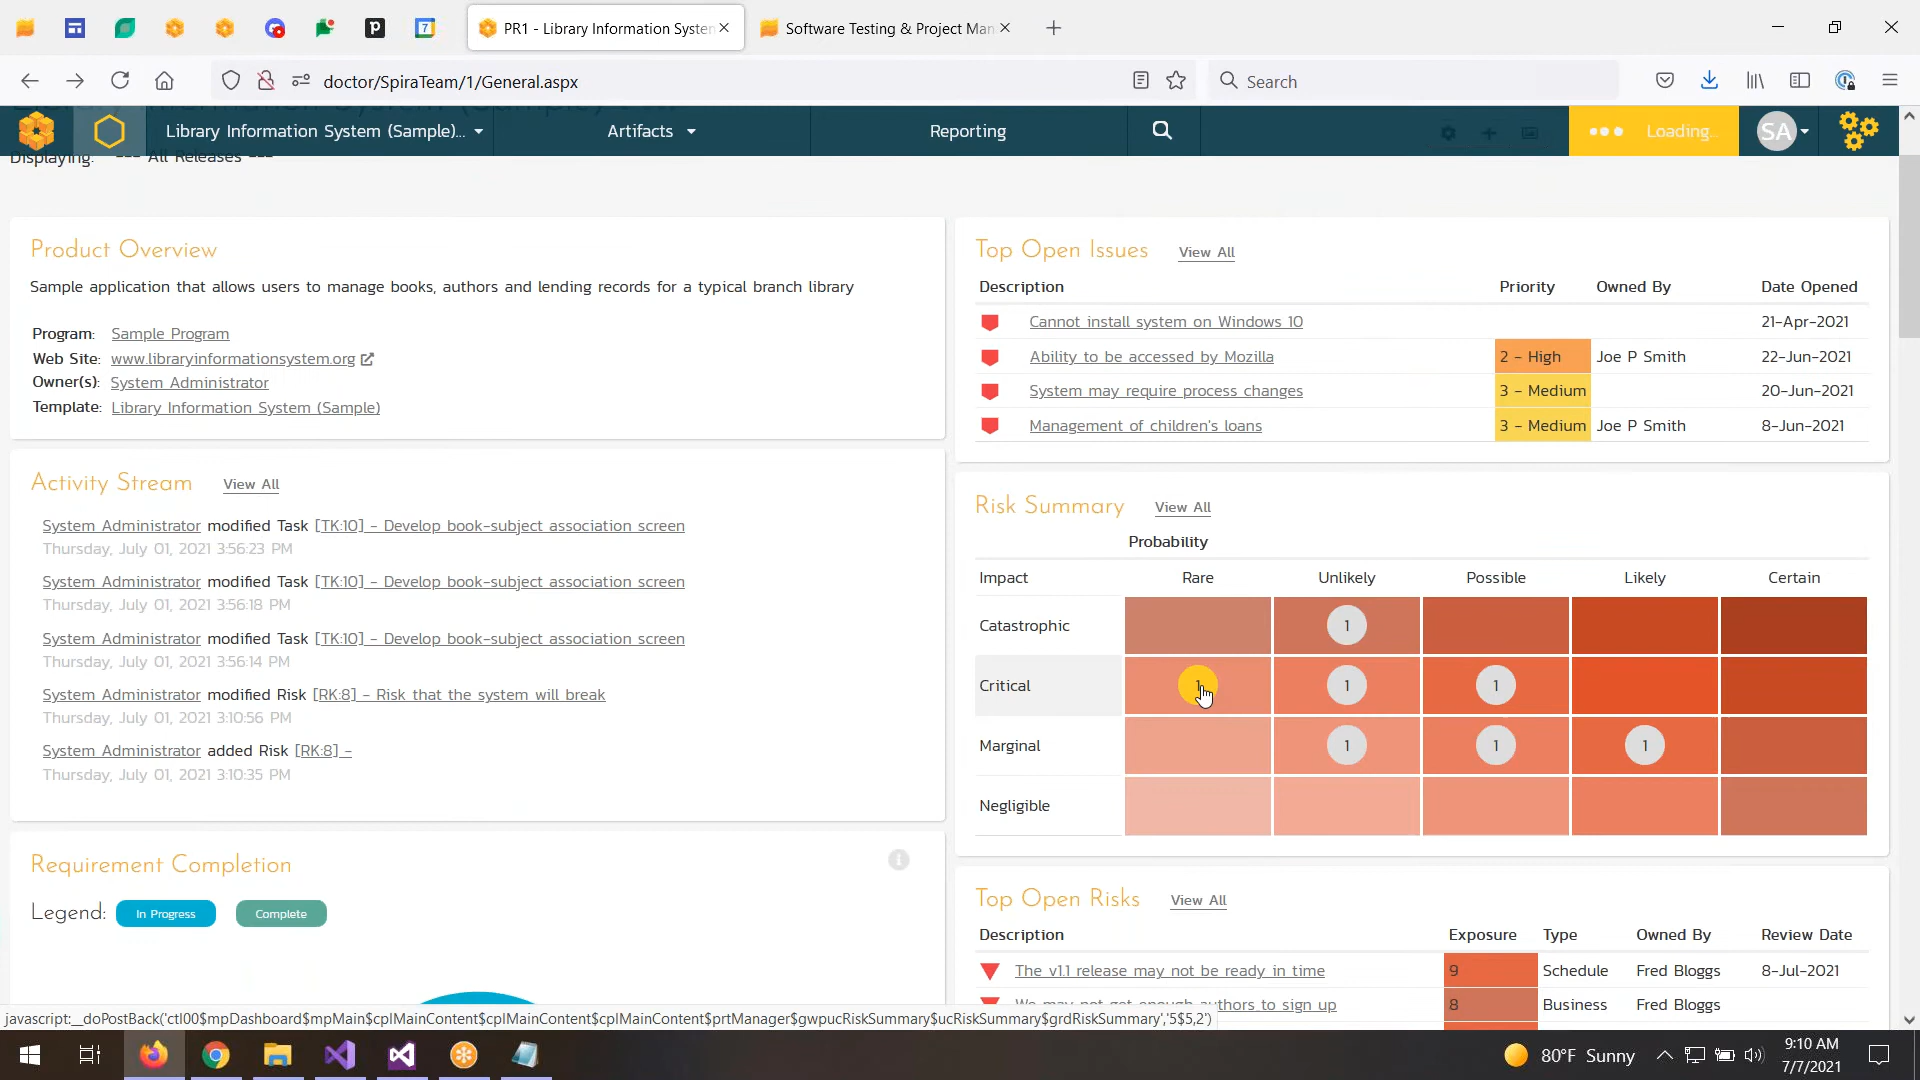 7
p
PR1 - Library Information System
Software Testing & Project Man
doctor/SpiraTeam/1/General.aspx
Search
Library Information System (Sample)...
Artifacts
Reporting
Loading..
SA
Displaying: --- All Releases ---
Product Overview
Sample application that allows users to manage books, authors and lending records for a typical branch library
Program: Sample Program
Web Site: www.libraryinformationsystem.org
Owner(s): System Administrator
Template: Library Information System (Sample)
Activity Stream View All
System Administrator modified Task [TK:10] - Develop book-subject association screen
Thursday, July 01, 2021 3:56:23 PM
System Administrator modified Task [TK:10] - Develop book-subject association screen
Thursday, July 01, 2021 3:56:18 PM
System Administrator modified Task [TK:10] - Develop book-subject association screen
Thursday, July 01, 2021 3:56:14 PM
System Administrator modified Risk [RK:8] - Risk that the system will break
Thursday, July 01, 2021 3:10:56 PM
System Administrator added Risk [RK:8] -
Thursday, July 01, 2021 3:10:35 PM
Requirement Completion
Legend: In Progress Complete
Top Open Issues View All
Description Priority Owned By Date Opened
Cannot install system on Windows 10 21-Apr-2021
Ability to be accessed by Mozilla 2 - High Joe P Smith 22-Jun-2021
System may require process changes 3 - Medium 20-Jun-2021
Management of children's loans 3 - Medium Joe P Smith 8-Jun-2021
Risk Summary View All
Probability
Impact Rare Unlikely Possible Likely Certain
Catastrophic 1
Critical 1 1 1
Marginal 1 1 1
Negligible
Top Open Risks View All
Description Exposure Type Owned By Review Date
The v1.1 release may not be ready in time 9 Schedule Fred Bloggs 8-Jul-2021
We may not get enough authors to sign up 8 Business Fred Bloggs
javascript:__doPostBack('ctl00$mpDashboard$mpMain$cplMainContent$cplMainContent$cplMainContent$prtManager$gwpucRiskSummary$ucRiskSummary$grdRiskSummary','5$5,2')
80°F Sunny
9:10 AM
7/7/2021